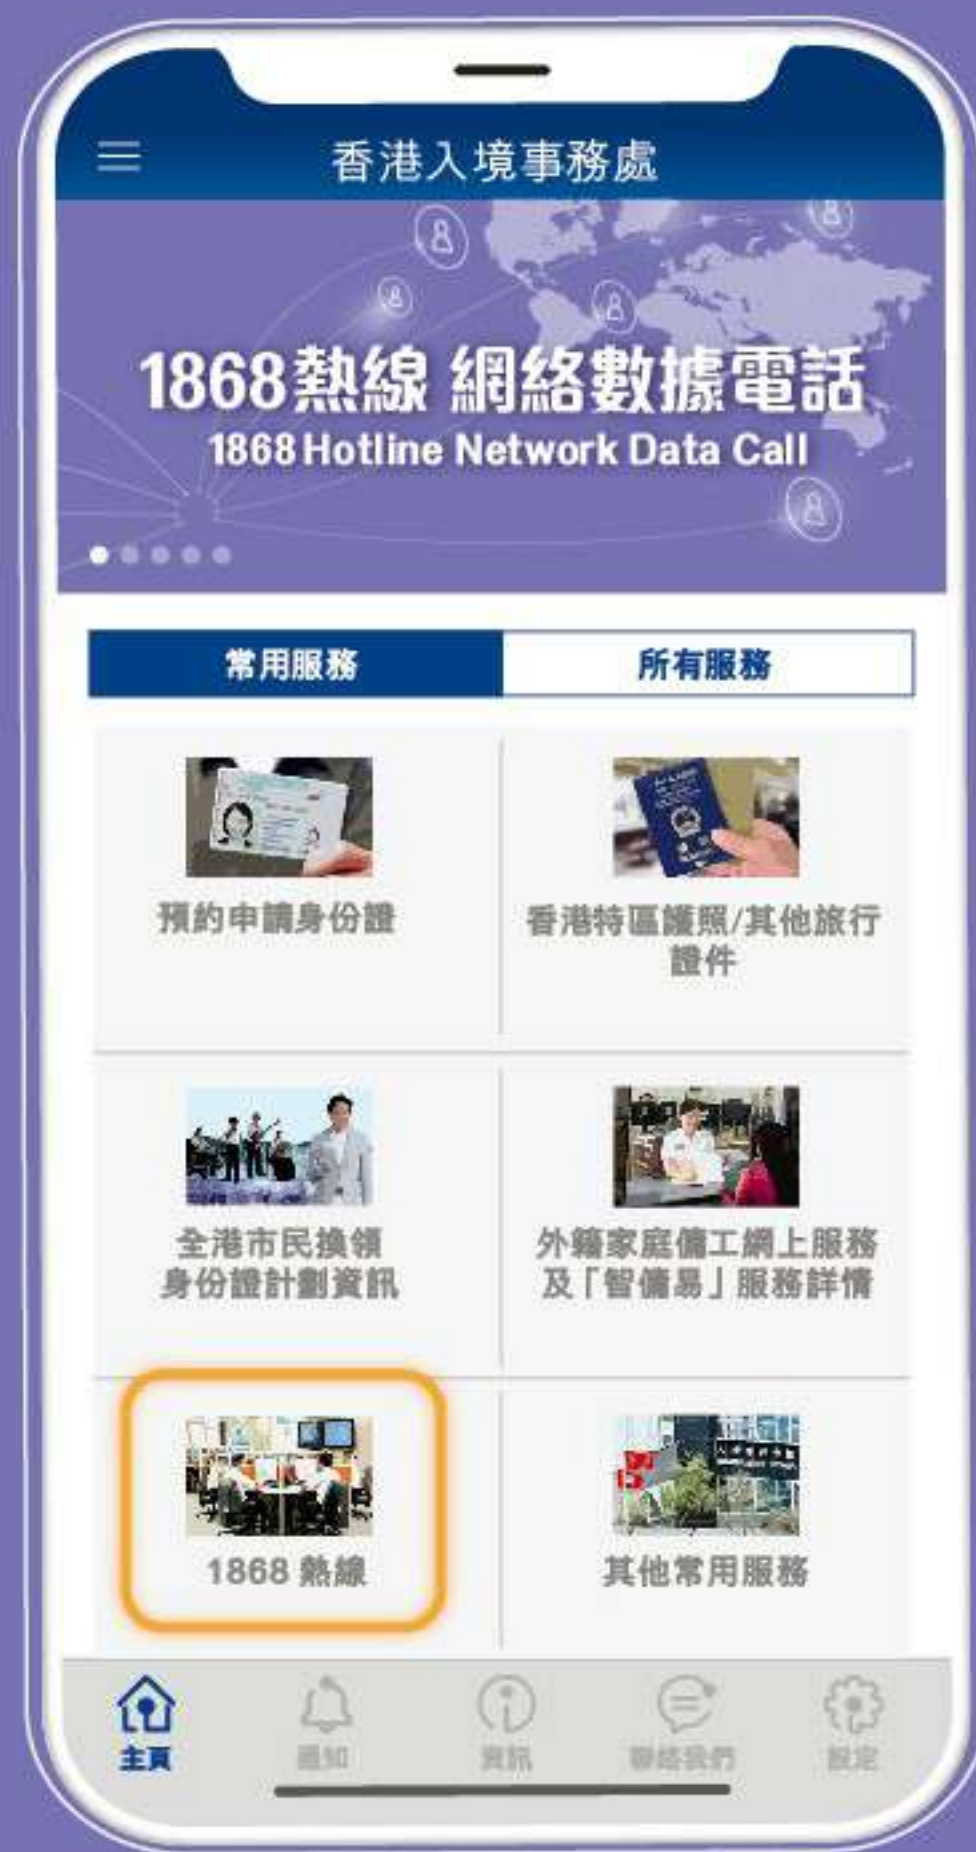 香港入境事務處
1868熱線 網絡數據電話
1868 Hotline Network Data Call
常用服務
所有服務
預約申請身份證
香港特區護照/其他旅行
證件
全港市民換領
身份證計劃資訊
外籍家庭傭工網上服務
及「智傭易」服務詳情
1868 熱線
其他常用服務
主頁
通知
資訊
聯絡我們
設定